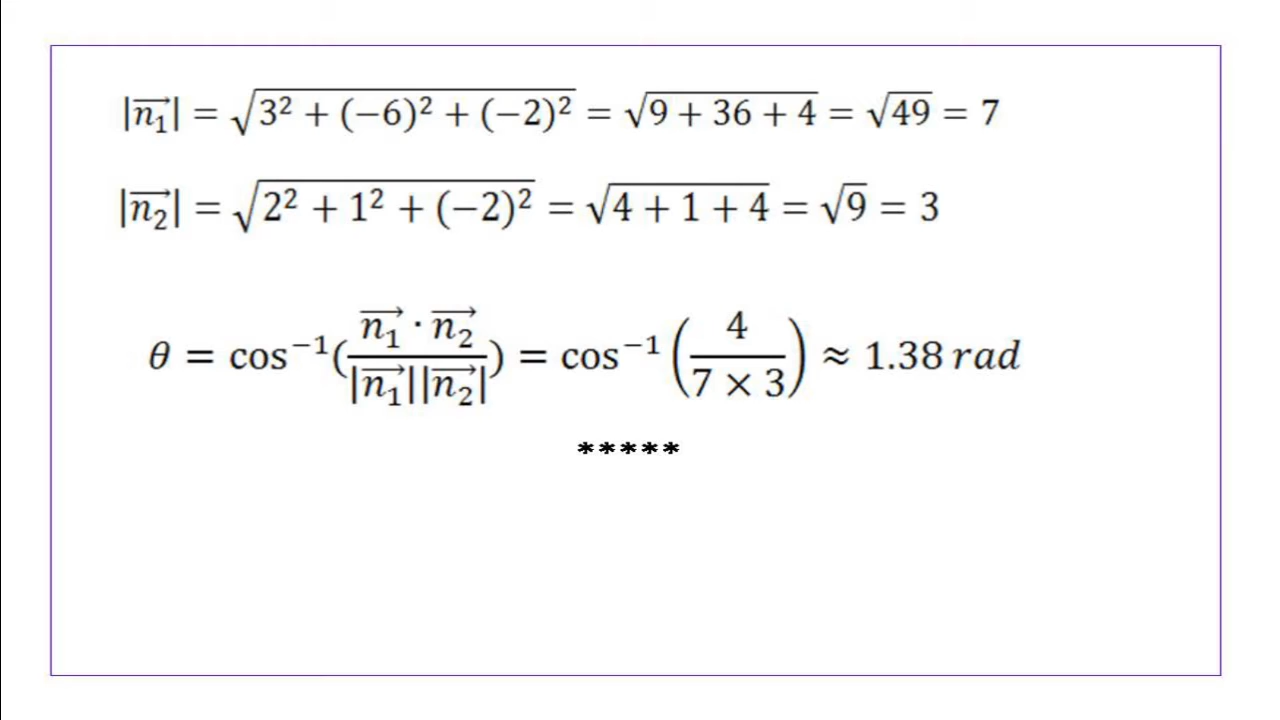 |n₁⃗| = √(3² + (−6)² + (−2)²) = √(9 + 36 + 4) = √49 = 7
|n₂⃗| = √(2² + 1² + (−2)²) = √(4 + 1 + 4) = √9 = 3
θ = cos⁻¹((n₁⃗ · n₂⃗)/(|n₁⃗||n₂⃗|)) = cos⁻¹(4/(7 × 3)) ≈ 1.38 rad
*****